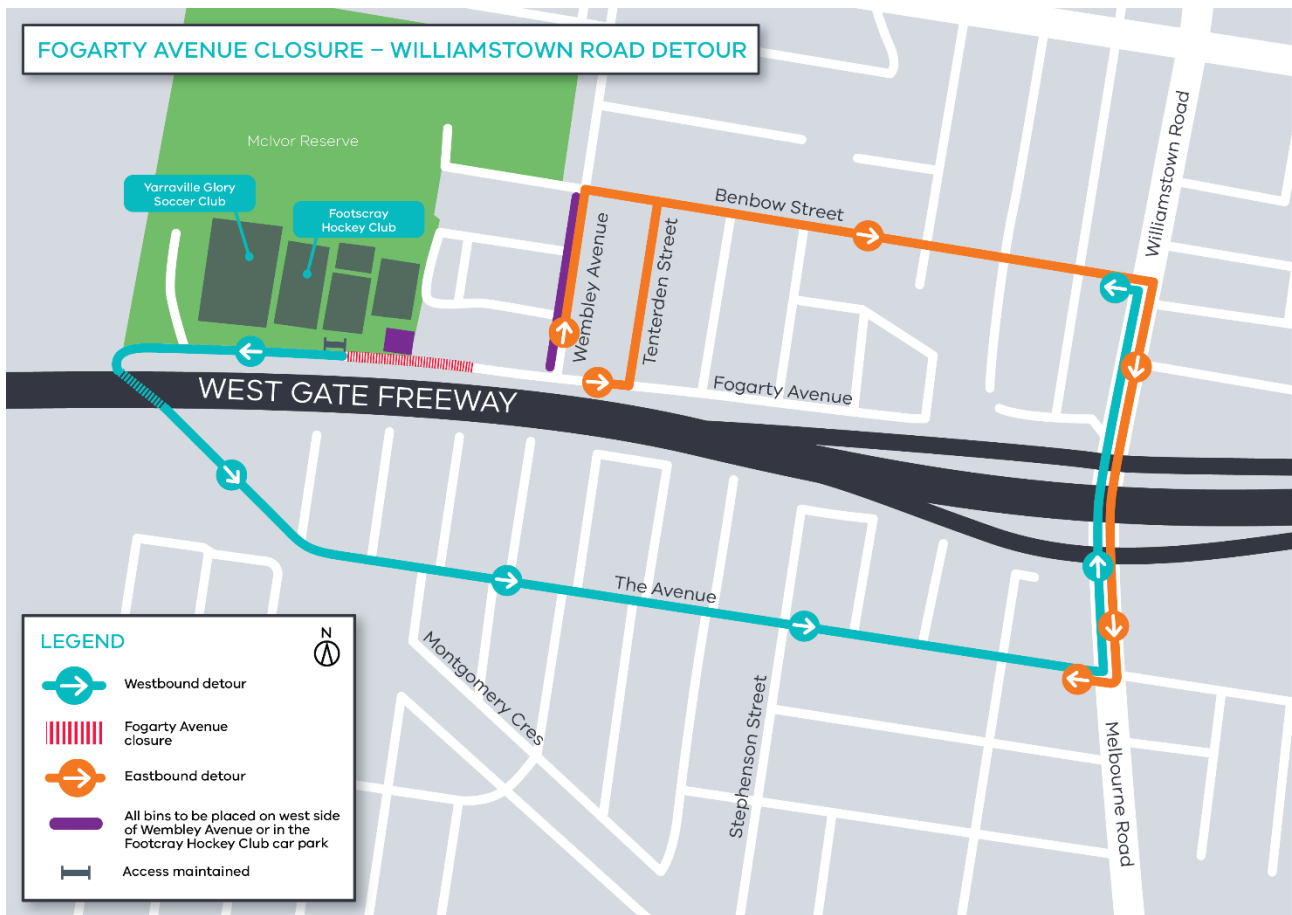 FOGARTY AVENUE CLOSURE – WILLIAMSTOWN ROAD DETOUR
McIvor Reserve
Yarraville Glory
Soccer Club
Footscray
Hockey Club
Benbow Street
Williamstown Road
Wembley Avenue
Tenterden Street
Fogarty Avenue
WEST GATE FREEWAY
The Avenue
Montgomery Cres
Stephenson Street
Melbourne Road
LEGEND
N
Westbound detour
Fogarty Avenue
closure
Eastbound detour
All bins to be placed on west side
of Wembley Avenue or in the
Footcray Hockey Club car park
Access maintained